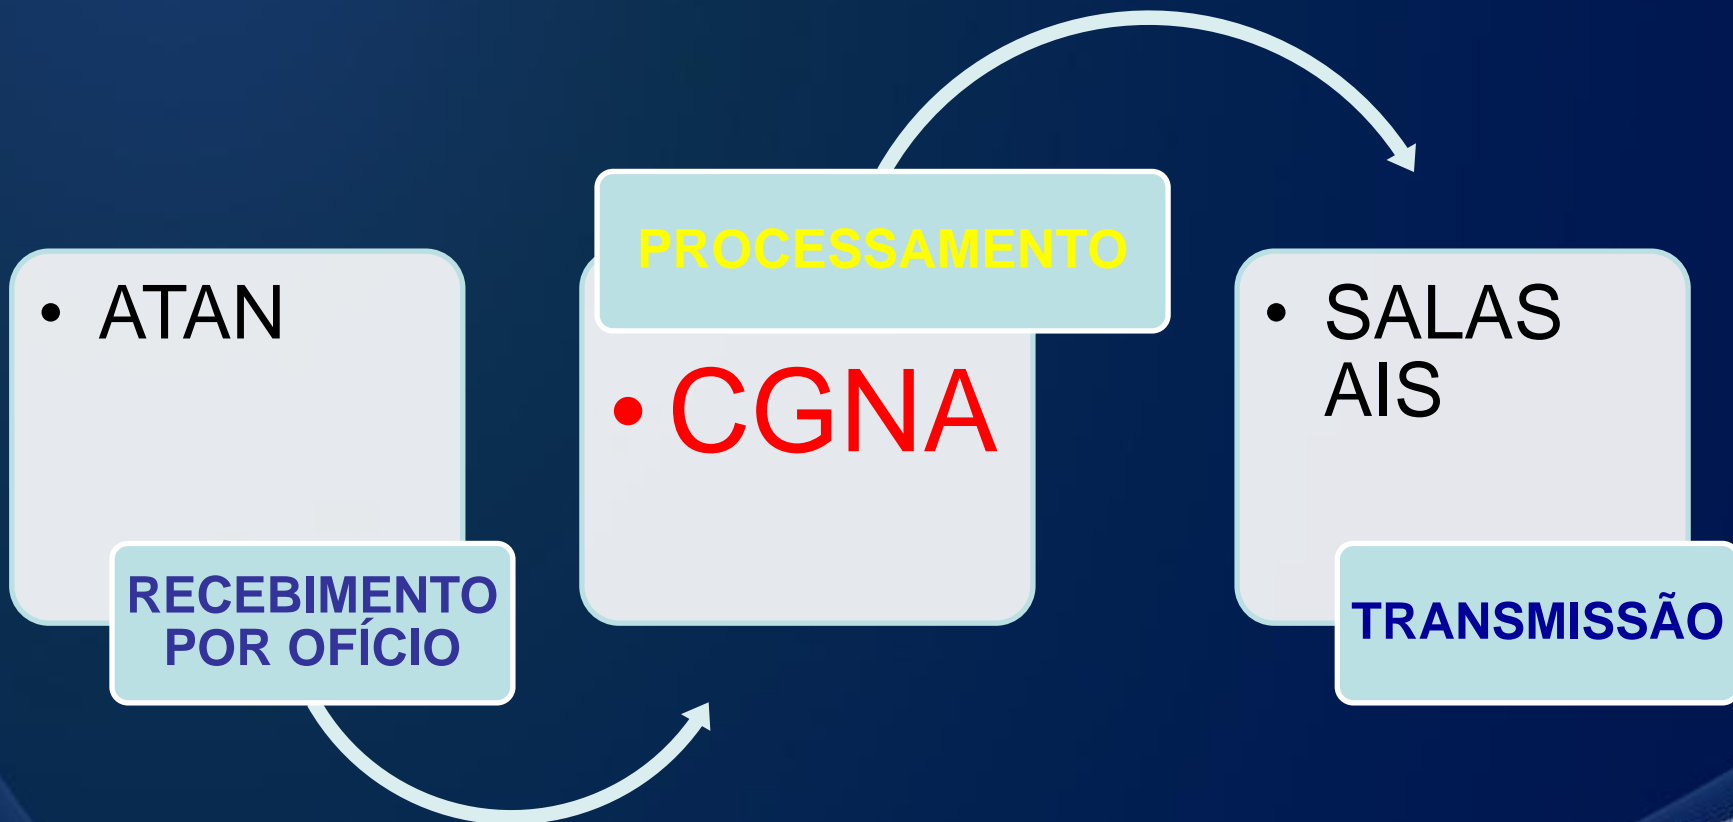 • ATAN
RECEBIMENTO
POR OFÍCIO
PROCESSAMENTO
• CGNA
• SALAS
AIS
TRANSMISSÃO